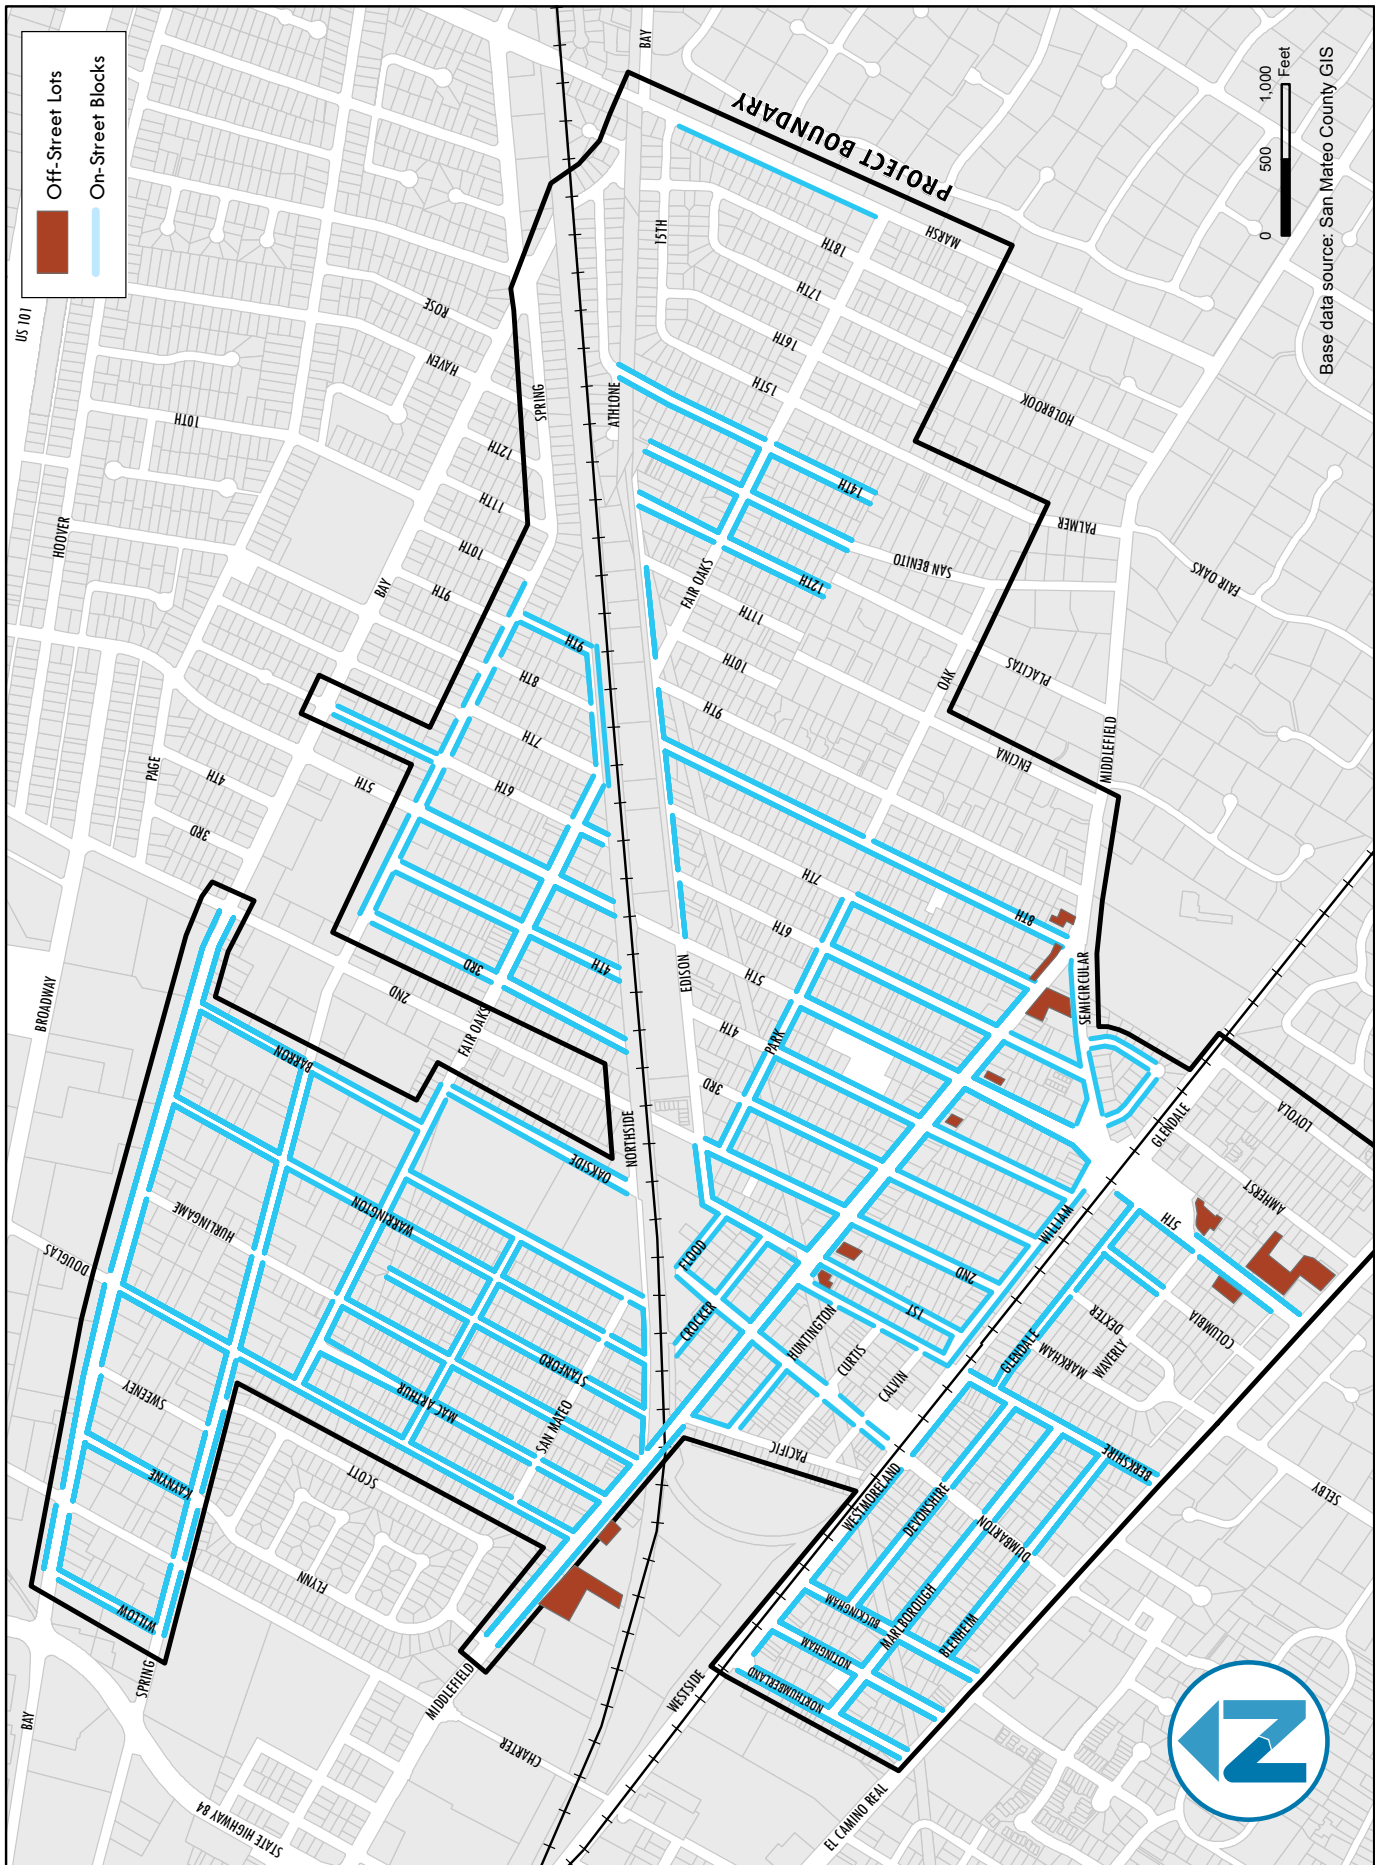 Off-Street Lots
On-Street Blocks
US 101
BAY
PROJECT BOUNDARY
0
500
1,000
Feet
Base data source: San Mateo County GIS
15TH
18TH
MARSH
17TH
16TH
15TH
ROSE
HAVEN
10TH
SPRING
ATHLONE
HOLBROOK
12TH
11TH
10TH
9TH
HOOVER
BAY
14TH
SAN BENITO
12TH
FAIR OAKS
11TH
10TH
9TH
PALMER
FAIR OAKS
PLACITAS
OAK
MIDDLEFIELD
ENCINA
9TH
8TH
7TH
6TH
5TH
PAGE
4TH
3RD
8TH
7TH
6TH
5TH
4TH
3RD
EDISON
PARK
SEMICIRCULAR
BROADWAY
4TH
3RD
2ND
FAIR OAKS
BARRON
NORTHSIDE
OAKSIDE
GLENDALE
LOYOLA
AMHERST
5TH
WILLIAM
COLUMBIA
DEXTER
WAVERLY
MARKHAM
GLENDALE
2ND
1ST
FLOOD
CROCKER
HUNTINGTON
CURTIS
CALVIN
WARRINGTON
HURLINGAME
DOUGLAS
STANFORD
MAC ARTHUR
SAN MATEO
SWEENEY
KAYNYNE
SCOTT
FLYNN
WILLOW
SPRING
BAY
MIDDLEFIELD
CHARTER
STATE HIGHWAY 84
PACIFIC
WESTMORELAND
DEVONSHIRE
BERKSHIRE
SELBY
DUMBARTON
BUCKINGHAM
MARLBOROUGH
BLENHEIM
NOTINGHAM
NORTHUMBERLAND
WESTSIDE
EL CAMINO REAL
N